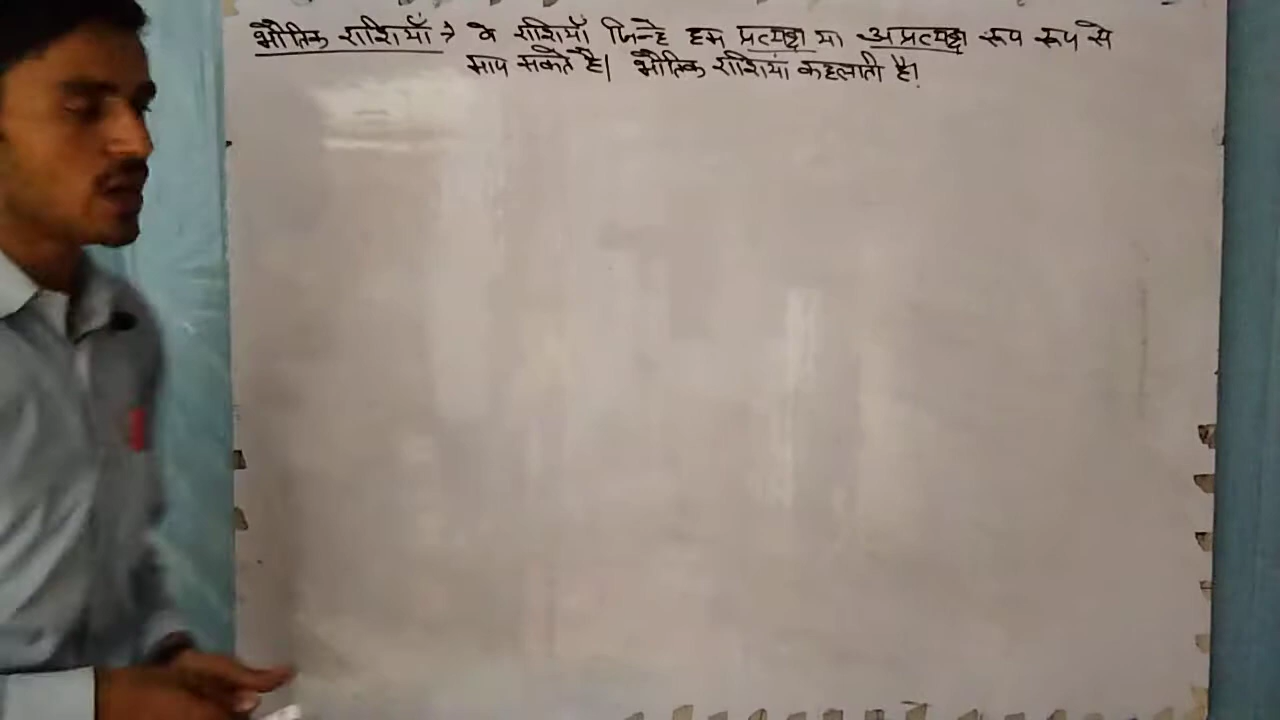 भौतिक राशियाँ → वे राशियाँ जिन्हे हम प्रत्यक्ष या अप्रत्यक्ष रूप रूप से
माप सकते है। भौतिक राशियां कहलाती है।